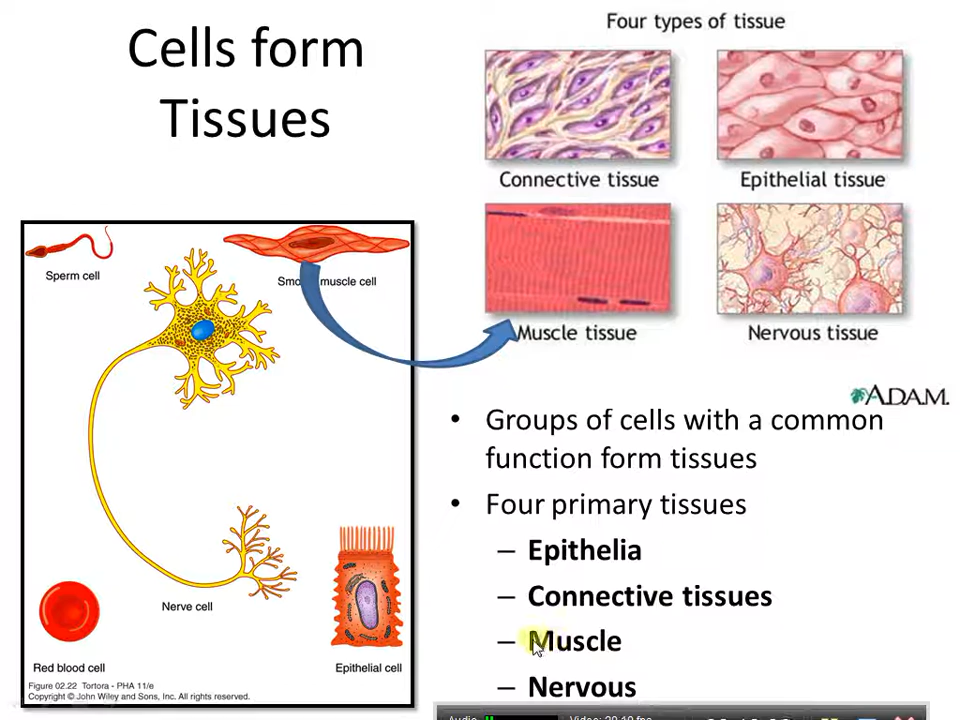 Cells form
Tissues
Four types of tissue
Connective tissue
Epithelial tissue
Muscle tissue
Nervous tissue
ADAM.
Sperm cell
muscle cell
Nerve cell
Red blood cell
Epithelial cell
Figure 02.22 Tortora - PHA 11/e
Copyright © John Wiley and Sons, Inc. All rights reserved.
• Groups of cells with a common
function form tissues
• Four primary tissues
– Epithelia
– Connective tissues
– Muscle
– Nervous